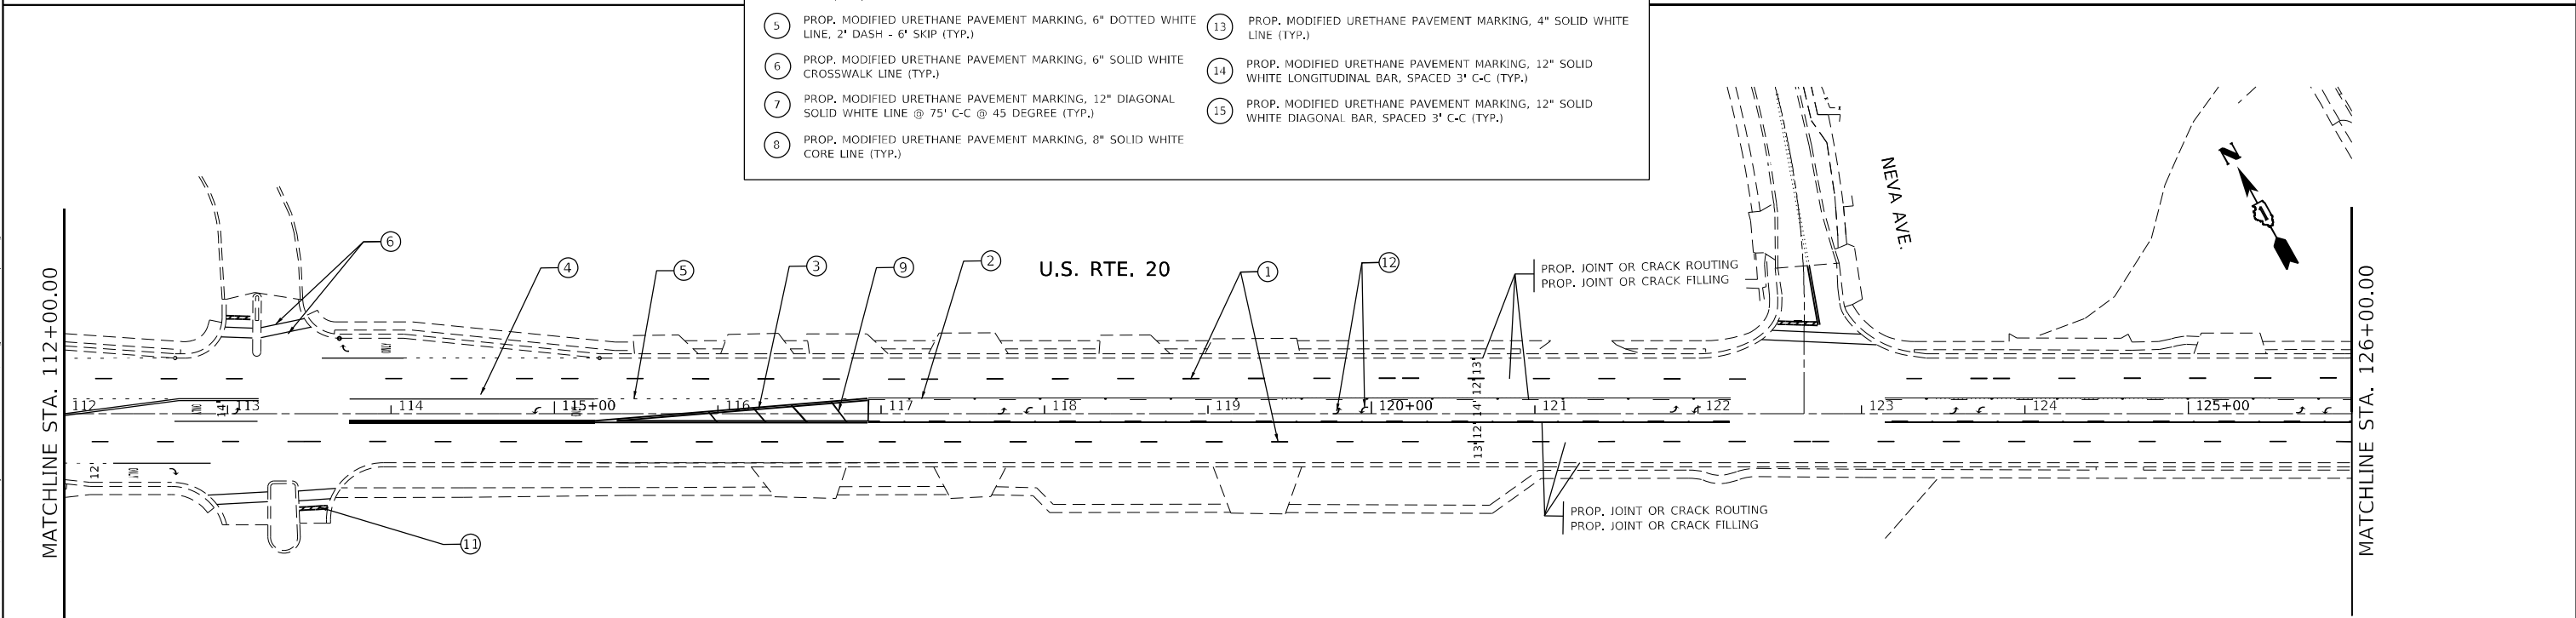 5 PROP. MODIFIED URETHANE PAVEMENT MARKING, 6" DOTTED WHITE
LINE, 2' DASH - 6' SKIP (TYP.)
6 PROP. MODIFIED URETHANE PAVEMENT MARKING, 6" SOLID WHITE
CROSSWALK LINE (TYP.)
7 PROP. MODIFIED URETHANE PAVEMENT MARKING, 12" DIAGONAL
SOLID WHITE LINE @ 75' C-C @ 45 DEGREE (TYP.)
8 PROP. MODIFIED URETHANE PAVEMENT MARKING, 8" SOLID WHITE
CORE LINE (TYP.)
13 PROP. MODIFIED URETHANE PAVEMENT MARKING, 4" SOLID WHITE
LINE (TYP.)
14 PROP. MODIFIED URETHANE PAVEMENT MARKING, 12" SOLID
WHITE LONGITUDINAL BAR, SPACED 3' C-C (TYP.)
15 PROP. MODIFIED URETHANE PAVEMENT MARKING, 12" SOLID
WHITE DIAGONAL BAR, SPACED 3' C-C (TYP.)
MATCHLINE STA. 112+00.00
6
4
5
3
9
2
U.S. RTE. 20
1
12
PROP. JOINT OR CRACK ROUTING
PROP. JOINT OR CRACK FILLING
NEVA AVE.
N
MATCHLINE STA. 126+00.00
112
14'
113
114
115+00
116
117
118
119
120+00
121
122
123
124
125+00
13'
12'
14'
12'
13'
12'
11
PROP. JOINT OR CRACK ROUTING
PROP. JOINT OR CRACK FILLING